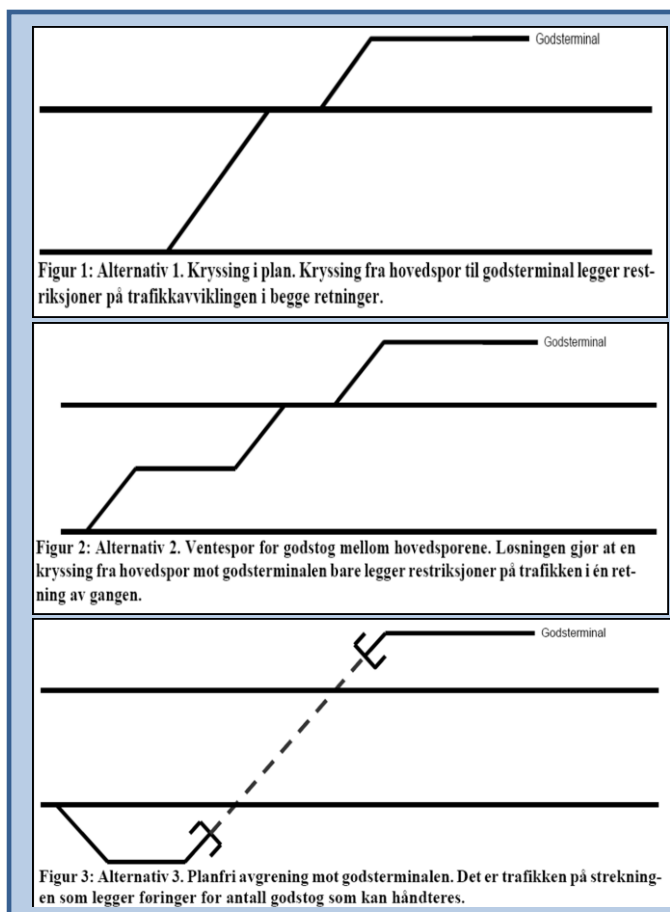 Godsterminal
Figur 1: Alternativ 1. Kryssing i plan. Kryssing fra hovedspor til godsterminal legger rest-
riksjoner på trafikkavviklingen i begge retninger.
Godsterminal
Figur 2: Alternativ 2. Ventespor for godstog mellom hovedsporene. Løsningen gjør at en
kryssing fra hovedspor mot godsterminalen bare legger restriksjoner på trafikken i én ret-
ning av gangen.
Godsterminal
Figur 3: Alternativ 3. Planfri avgrening mot godsterminalen. Det er trafikken på strekning-
en som legger føringer for antall godstog som kan håndteres.